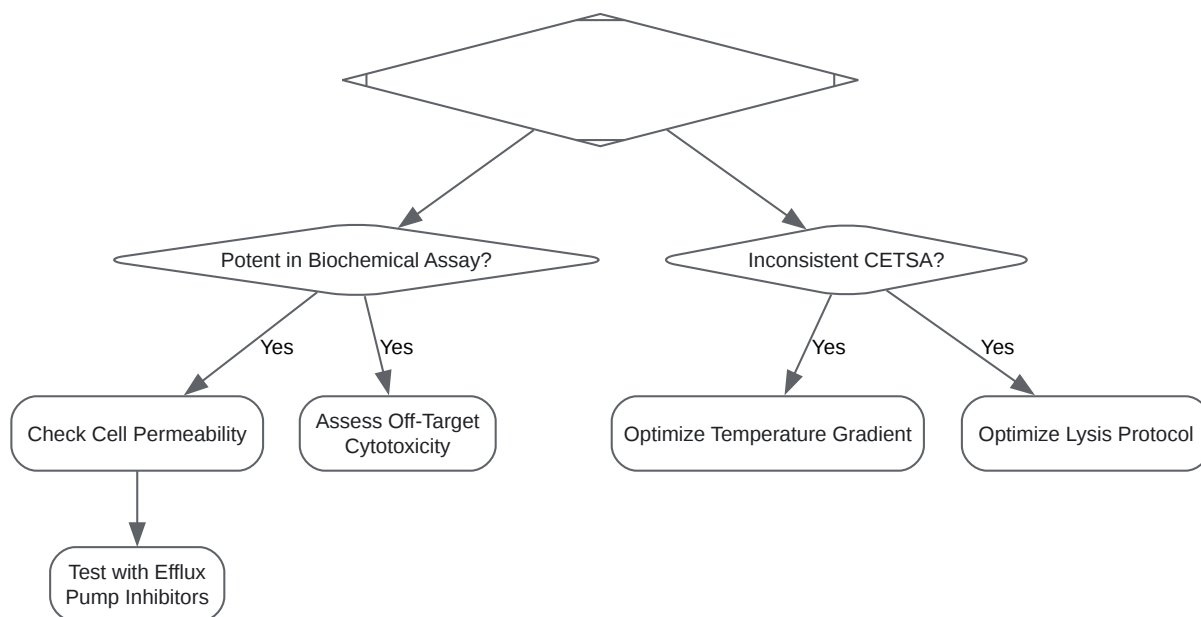 Potent in Biochemical Assay?
Inconsistent CETSA?
Yes
Yes
Yes
Yes
Check Cell Permeability
Assess Off-Target
Cytotoxicity
Optimize Temperature Gradient
Optimize Lysis Protocol
Test with Efflux
Pump Inhibitors